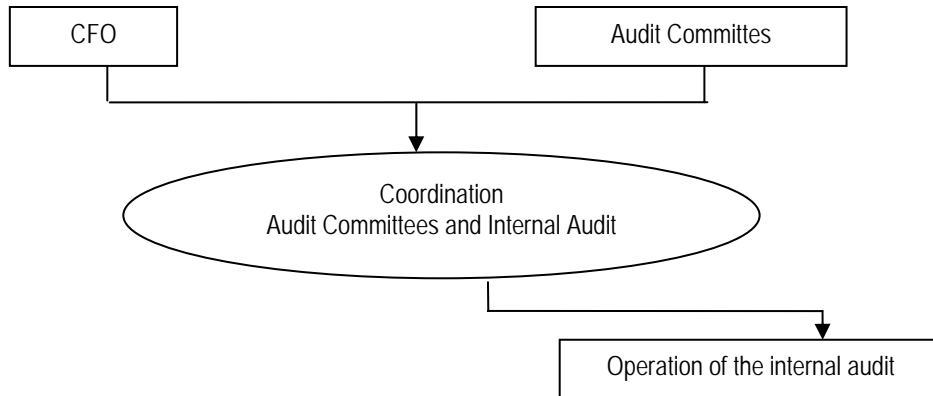 CFO
Audit Committes
Coordination
Audit Committees and Internal Audit
Operation of the internal audit